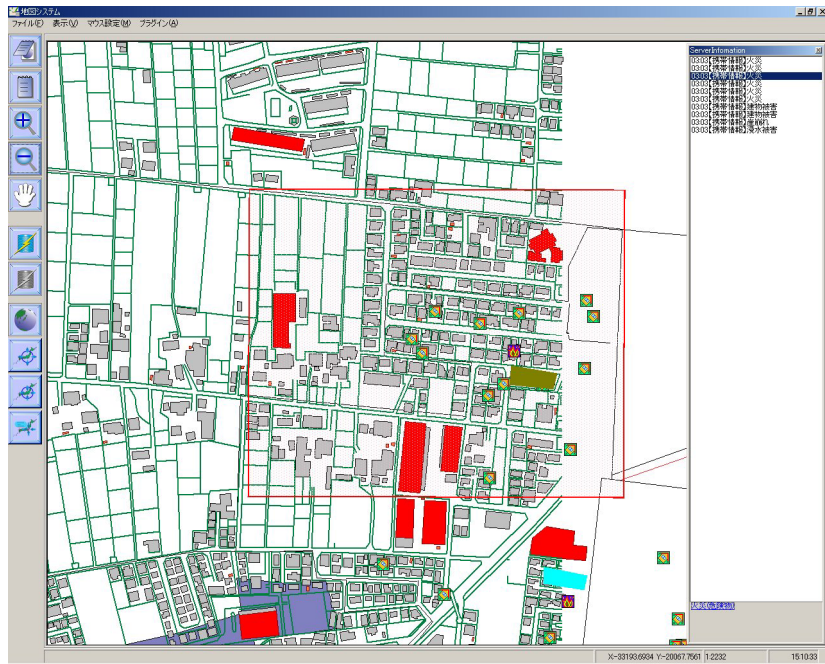 地図システム
ファイル(F) 表示(V) マウス設定(M) プラグイン(A)
ServerInfomation
03:03【携帯情報】火災
03:03【携帯情報】火災
03:03【携帯情報】火災
03:03【携帯情報】火災
03:03【携帯情報】火災
03:03【携帯情報】火災
03:03【携帯情報】建物被害
03:03【携帯情報】建物被害
03:03【携帯情報】崖崩れ
03:03【携帯情報】浸水被害
X-33193.6934 Y-20067.7561 1:2232 15:10:33